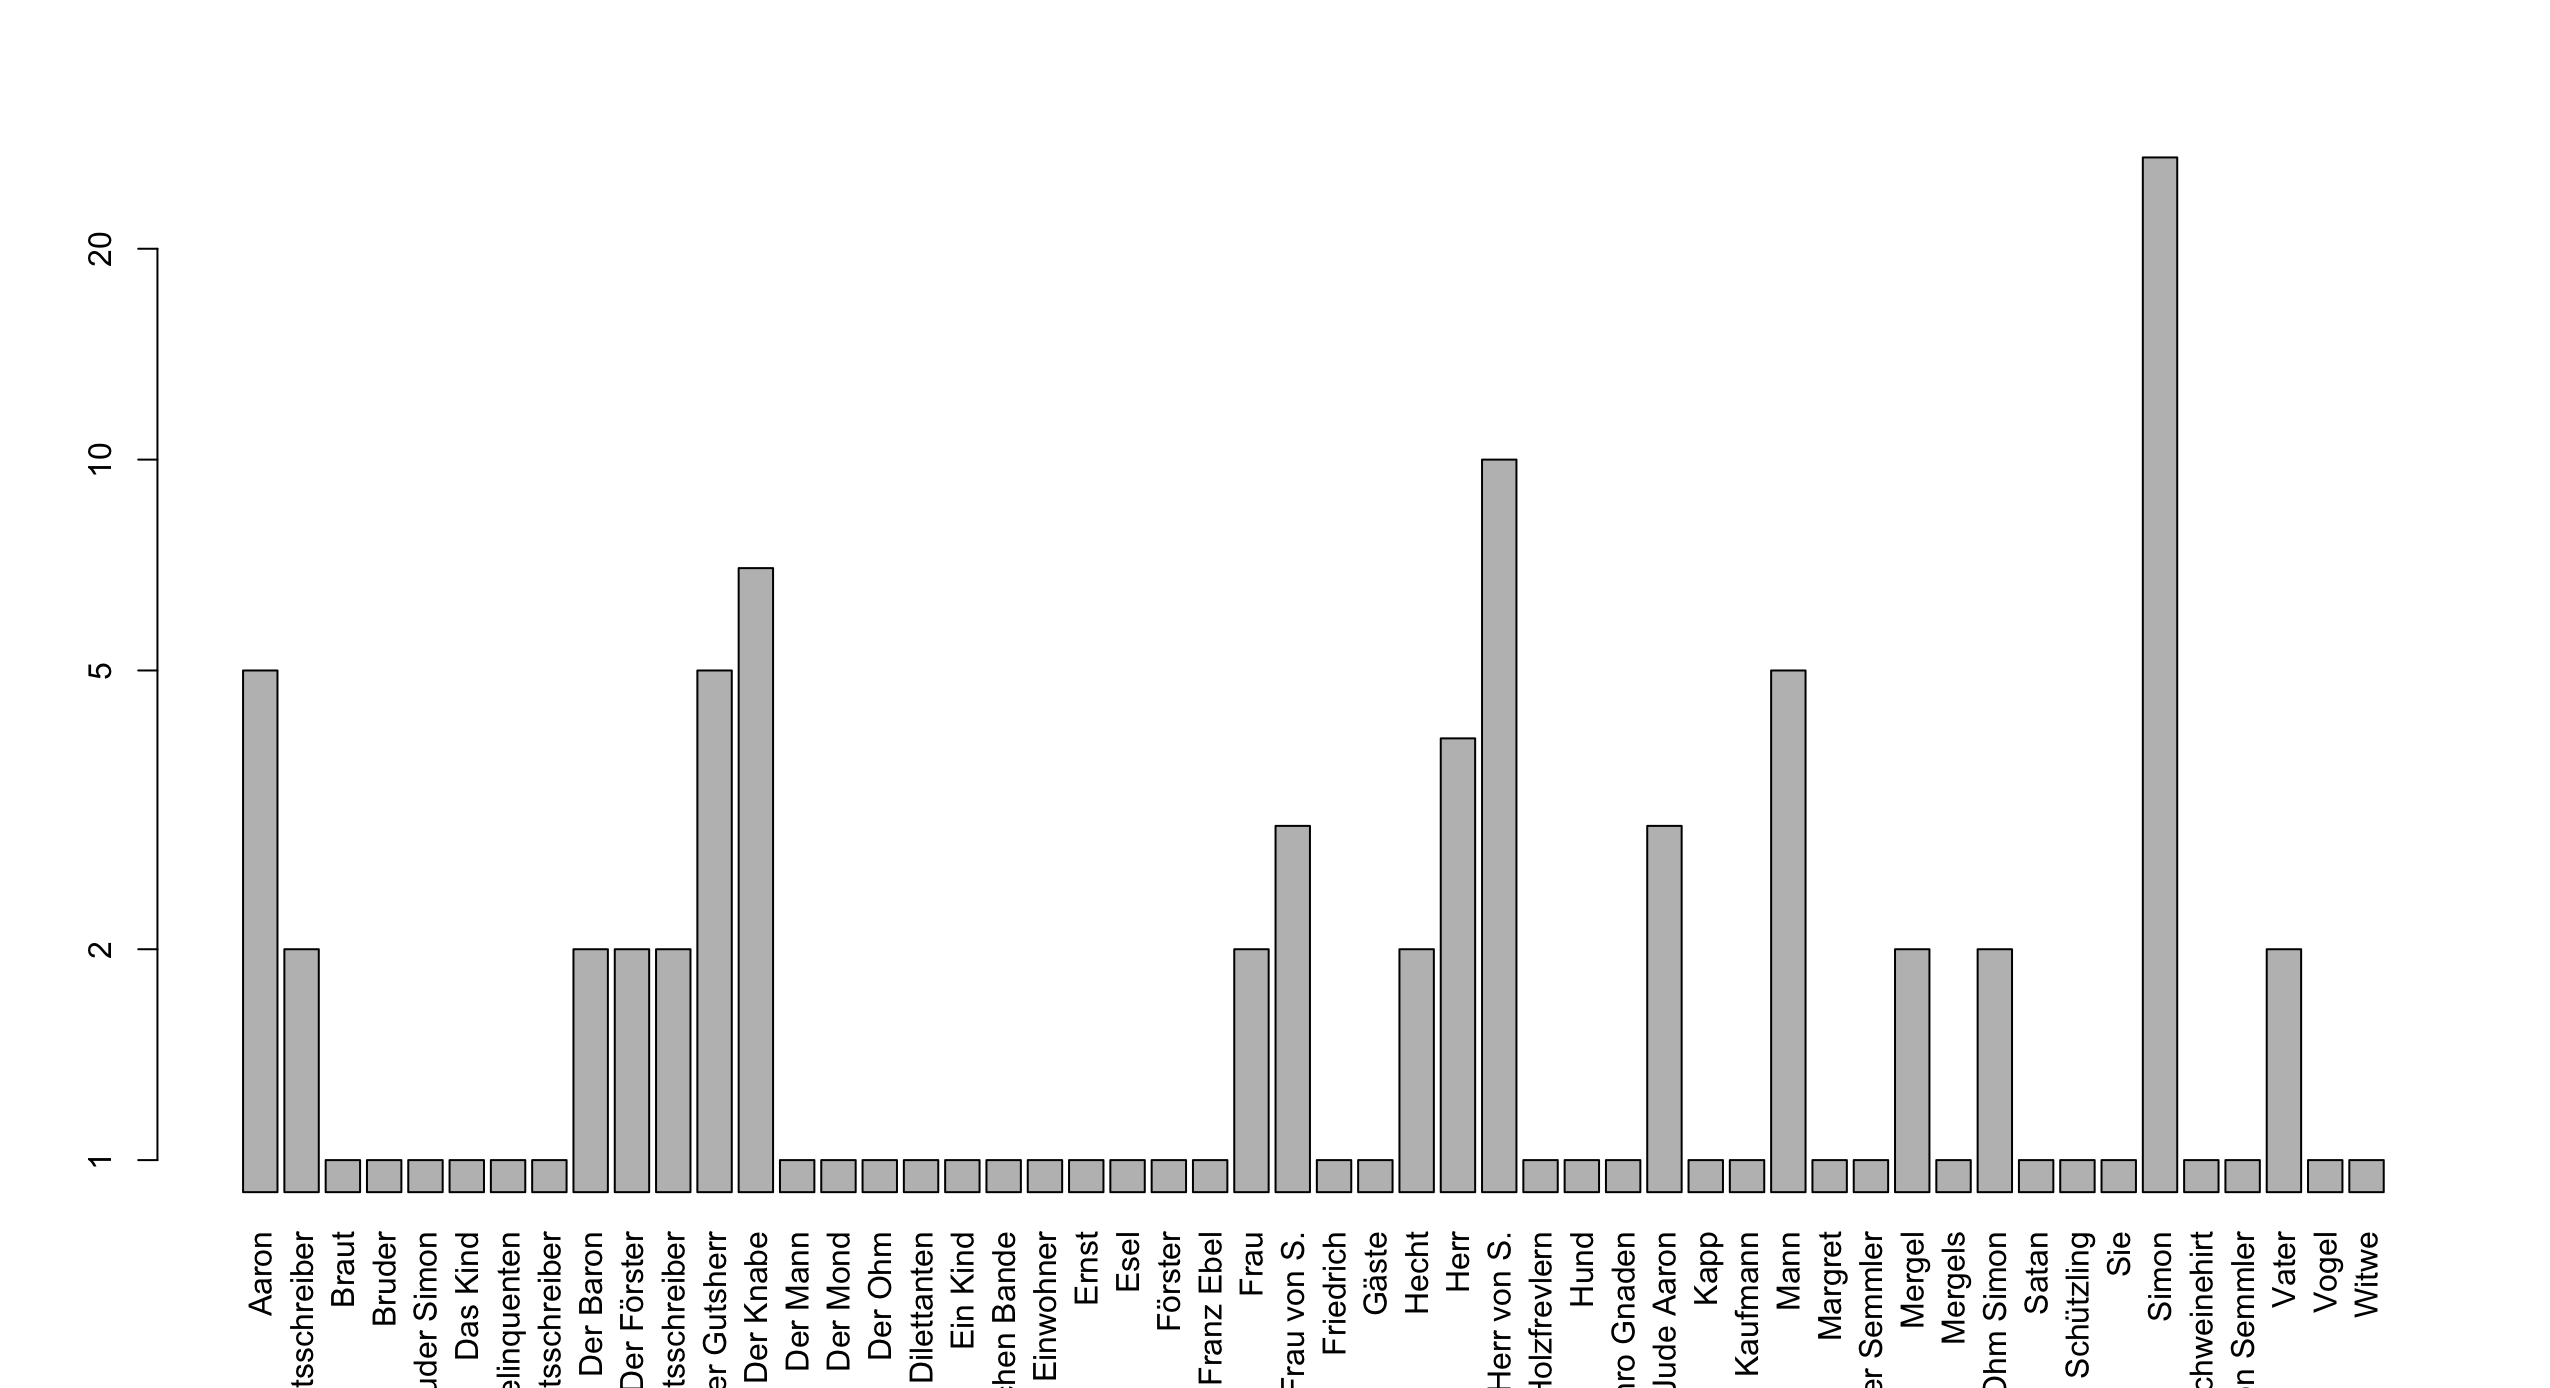 20
10
5
2
1
Aaron
tsschreiber
Braut
Bruder
uder Simon
Das Kind
elinquenten
tsschreiber
Der Baron
Der Förster
tsschreiber
er Gutsherr
Der Knabe
Der Mann
Der Mond
Der Ohm
Dilettanten
Ein Kind
chen Bande
Einwohner
Ernst
Esel
Förster
Franz Ebel
Frau
Frau von S.
Friedrich
Gäste
Hecht
Herr
Herr von S.
Holzfrevlern
Hund
hro Gnaden
Jude Aaron
Kapp
Kaufmann
Mann
Margret
er Semmler
Mergel
Mergels
Ohm Simon
Satan
Schützling
Sie
Simon
chweinehirt
on Semmler
Vater
Vogel
Witwe